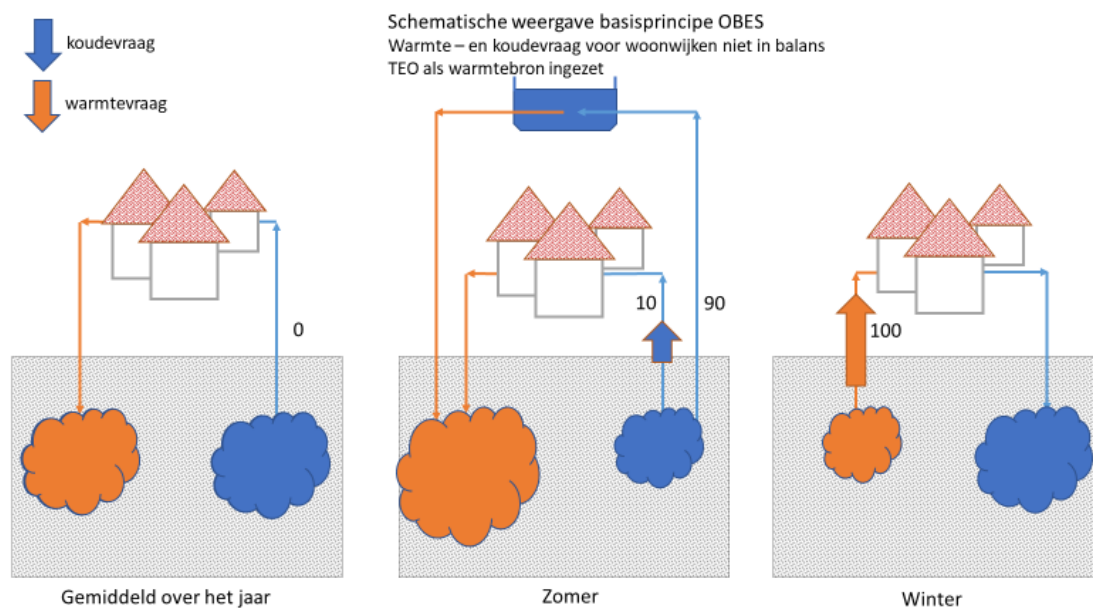 koudevraag
warmtevraag
Schematische weergave basisprincipe OBES
Warmte – en koudevraag voor woonwijken niet in balans
TEO als warmtebron ingezet
0
10
90
100
Gemiddeld over het jaar
Zomer
Winter